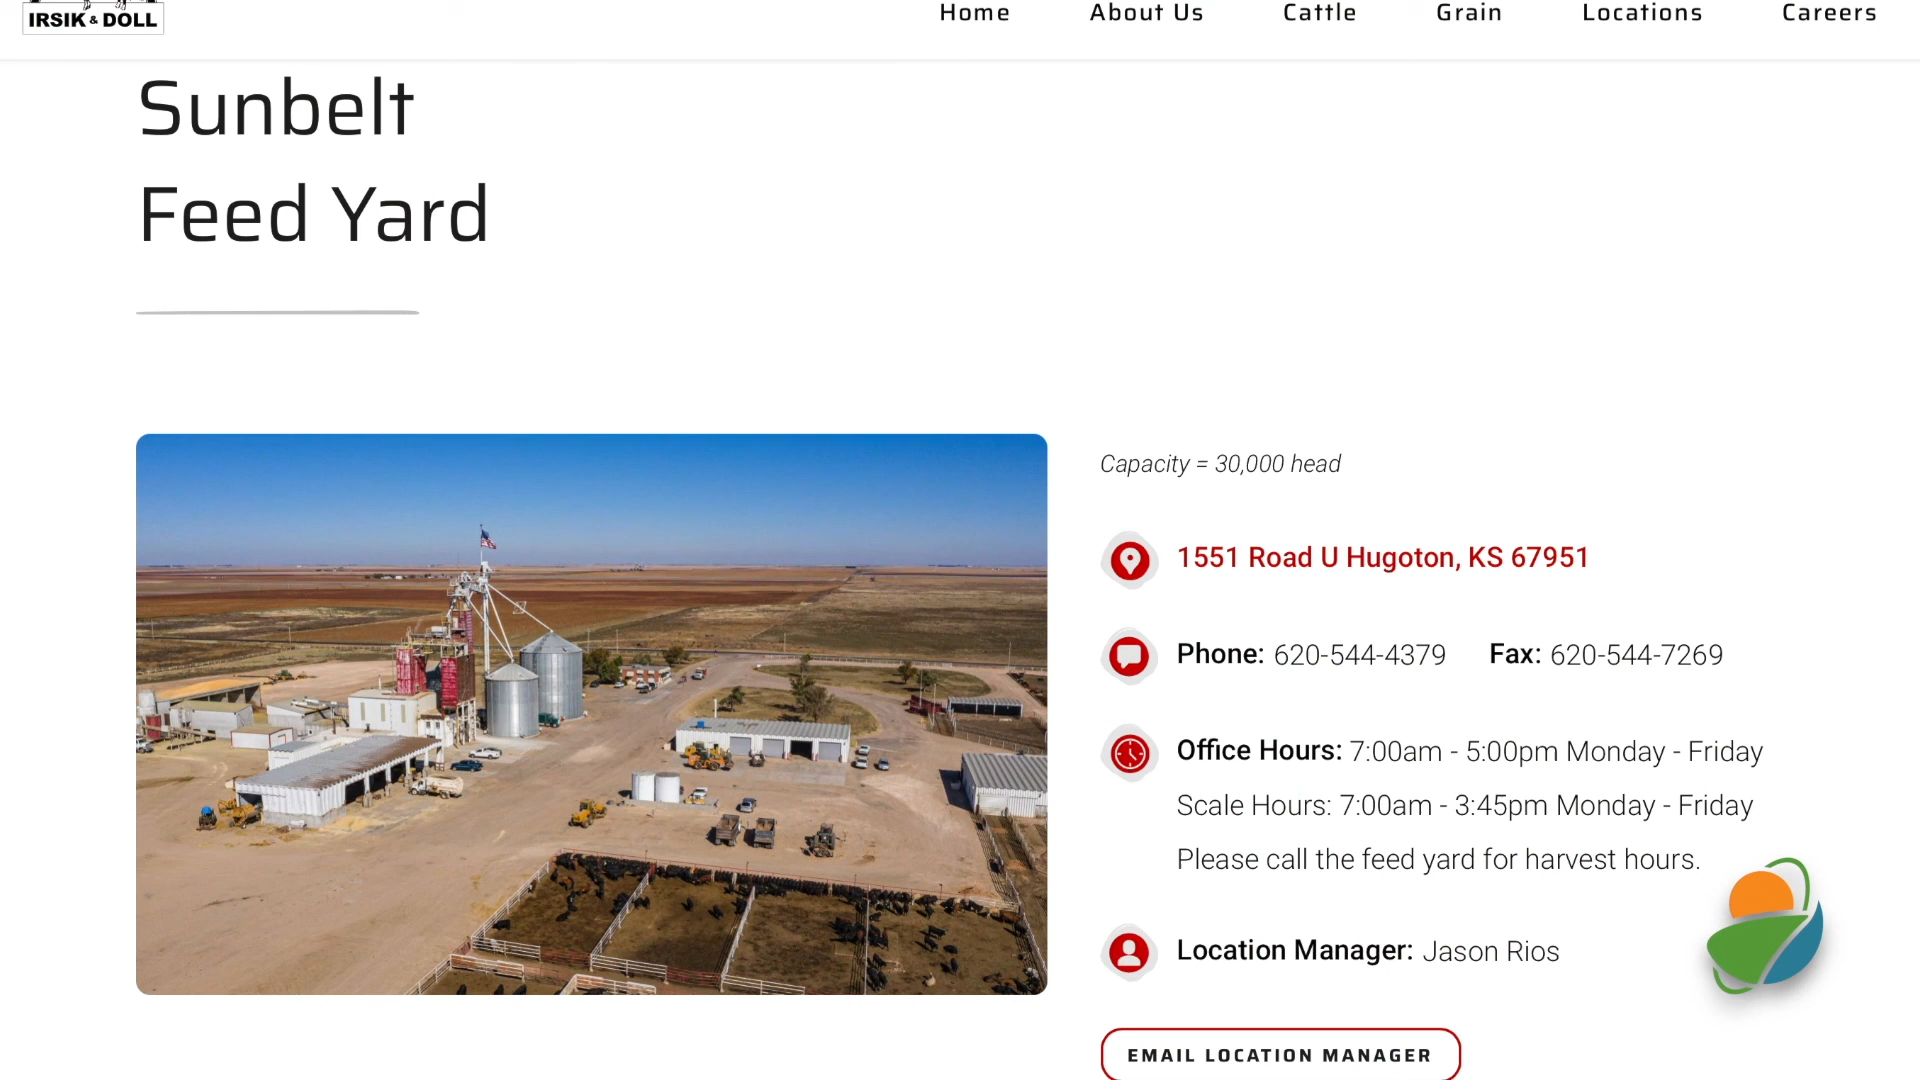 IRSIK & DOLL
Home About Us Cattle Grain Locations Careers
Sunbelt
Feed Yard
Capacity = 30,000 head
1551 Road U Hugoton, KS 67951
Phone: 620-544-4379 Fax: 620-544-7269
Office Hours: 7:00am - 5:00pm Monday - Friday
Scale Hours: 7:00am - 3:45pm Monday - Friday
Please call the feed yard for harvest hours.
Location Manager: Jason Rios
EMAIL LOCATION MANAGER